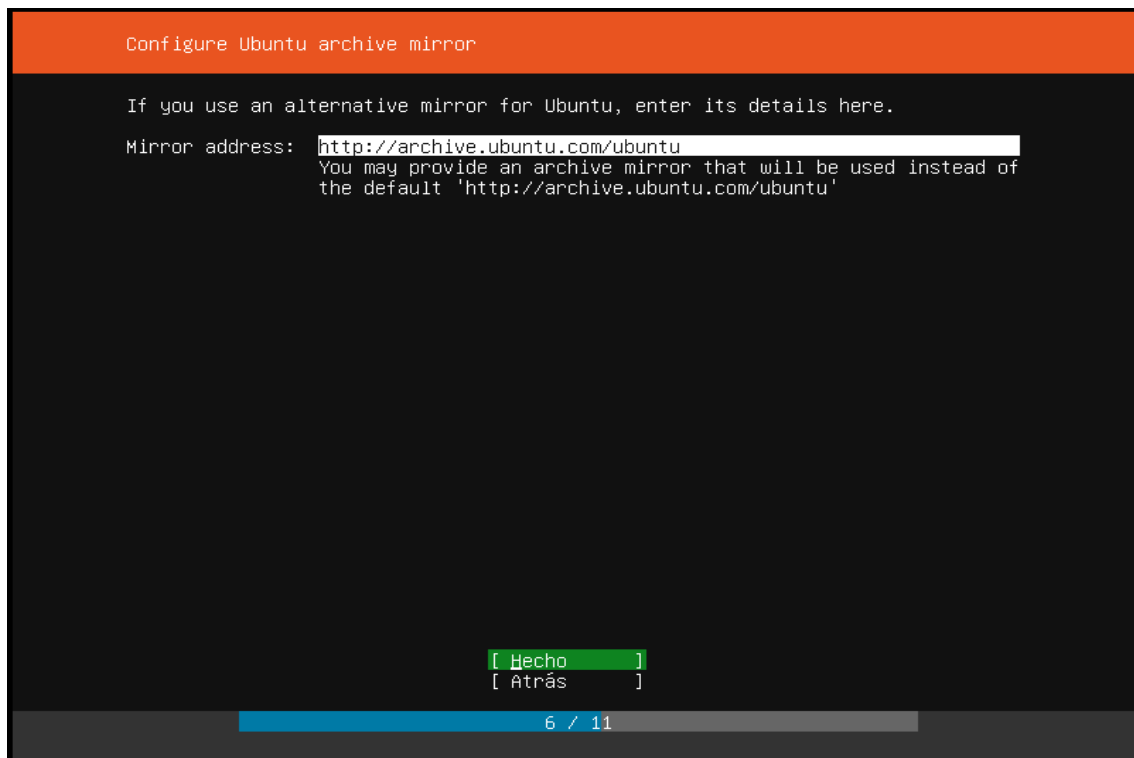 Configure Ubuntu archive mirror
If you use an alternative mirror for Ubuntu, enter its details here.
Mirror address: http://archive.ubuntu.com/ubuntu
You may provide an archive mirror that will be used instead of
the default 'http://archive.ubuntu.com/ubuntu'
[ Hecho ]
[ Atrás ]
6 / 11